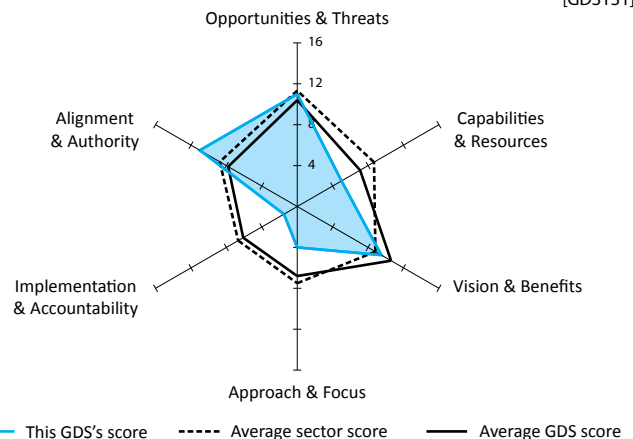 [GDS131]
Opportunities & Threats
16
12
8
4
Alignment
& Authority
Capabilities
& Resources
Implementation
& Accountability
Vision & Benefits
Approach & Focus
This GDS's score
Average sector score
Average GDS score